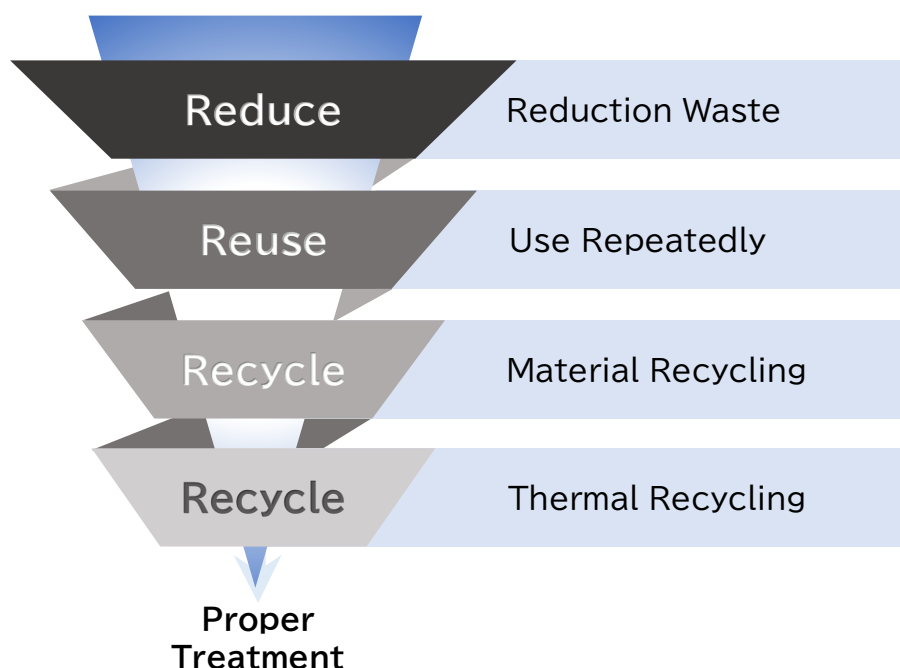 Reduce
Reduction Waste
Reuse
Use Repeatedly
Recycle
Material Recycling
Recycle
Thermal Recycling
Proper
Treatment